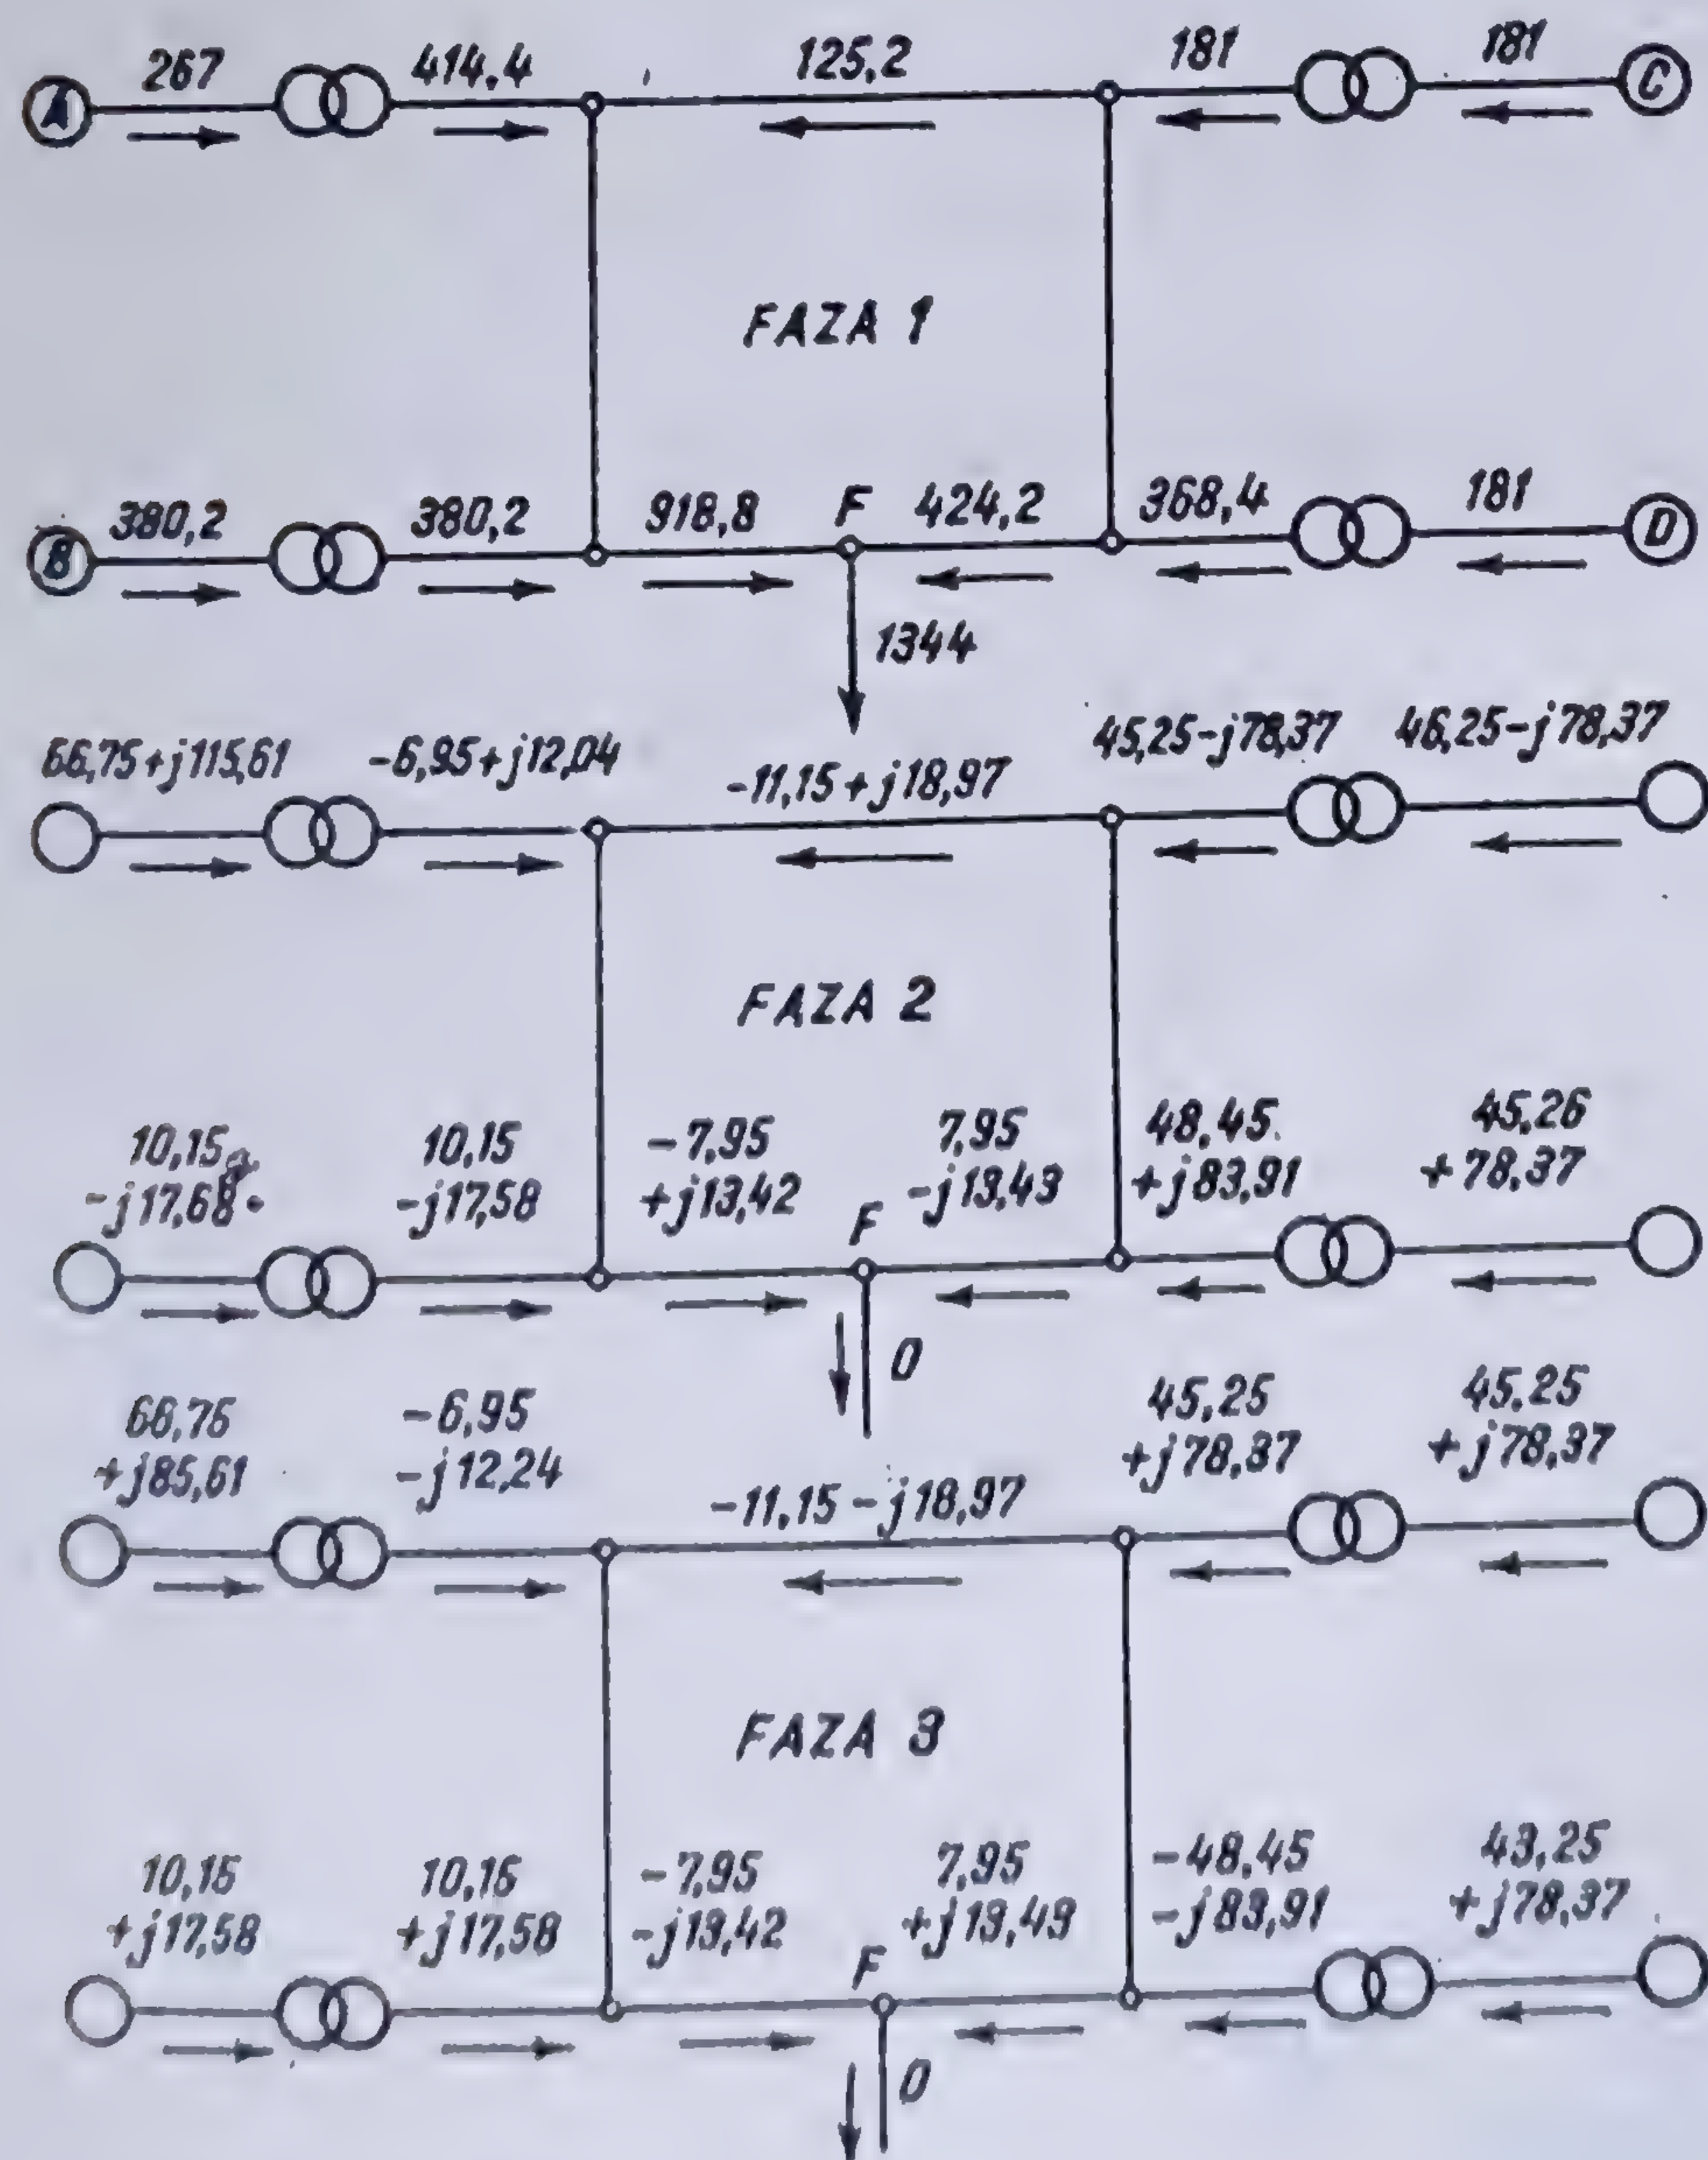 267 414,4 125,2 181 181
A C
FAZA 1
380,2 380,2 918,8 F 424,2 368,4 181
B D
1344
66,75+j115,61 -6,95+j12,04 -11,15+j18,97 45,25-j78,37 46,25-j78,37
FAZA 2
10,15 10,15 -7,95 7,95 48,45 45,26
-j17,68 -j17,58 +j13,42 F -j13,43 +j83,91 +78,37
0
66,76 -6,95 45,25 45,25
+j85,61 -j12,24 -11,15-j18,97 +j78,37 +j78,37
FAZA 3
10,15 10,16 -7,95 7,95 -48,45 43,25
+j17,58 +j17,58 -j13,42 F +j13,43 -j83,91 +j78,37
0